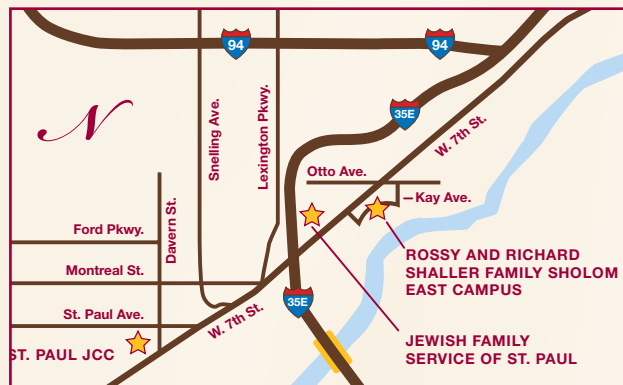 94
94
35E
Snelling Ave.
Lexington Pkwy.
W. 7th St.
N
Otto Ave.
Kay Ave.
Davern St.
Ford Pkwy.
ROSSY AND RICHARD
SHALLER FAMILY SHOLOM
EAST CAMPUS
Montreal St.
35E
St. Paul Ave.
W. 7th St.
JEWISH FAMILY
SERVICE OF ST. PAUL
ST. PAUL JCC